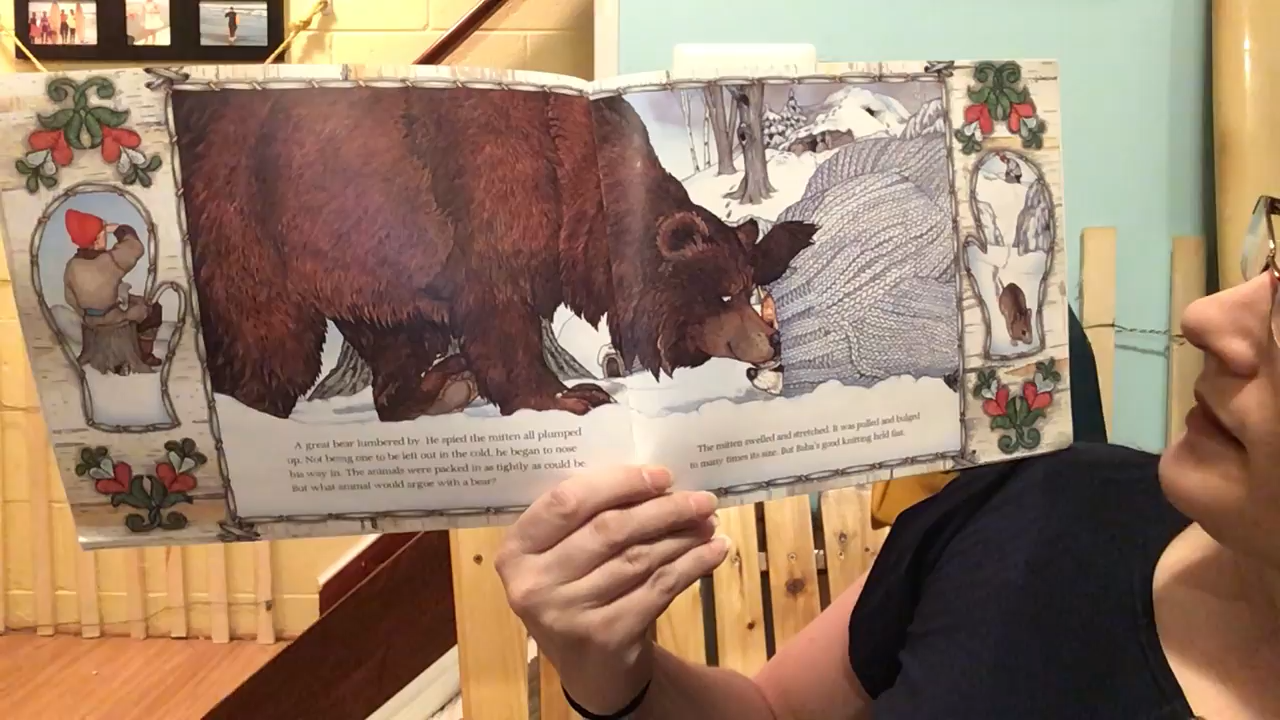 A great bear lumbered by. He spied the mitten all plumped
up. Not being one to be left out in the cold, he began to nose
his way in. The animals were packed in as tightly as could be.
But what animal would argue with a bear?
The mitten swelled and stretched. It was pulled and bulged
to many times its size. But Baba's good knitting held fast.